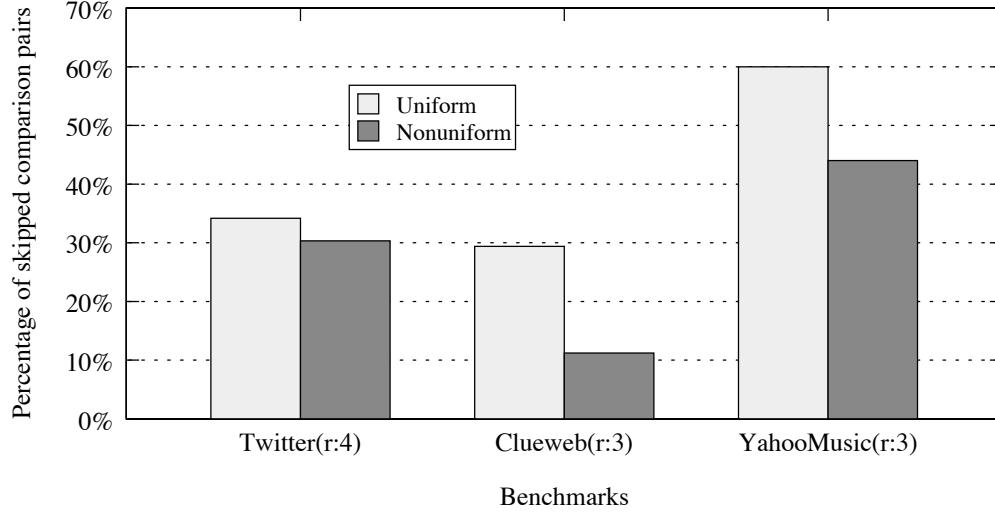 70%
60%
50%
40%
30%
20%
10%
0%
Percentage of skipped comparison pairs
Uniform
Nonuniform
Twitter(r:4)
Clueweb(r:3)
YahooMusic(r:3)
Benchmarks